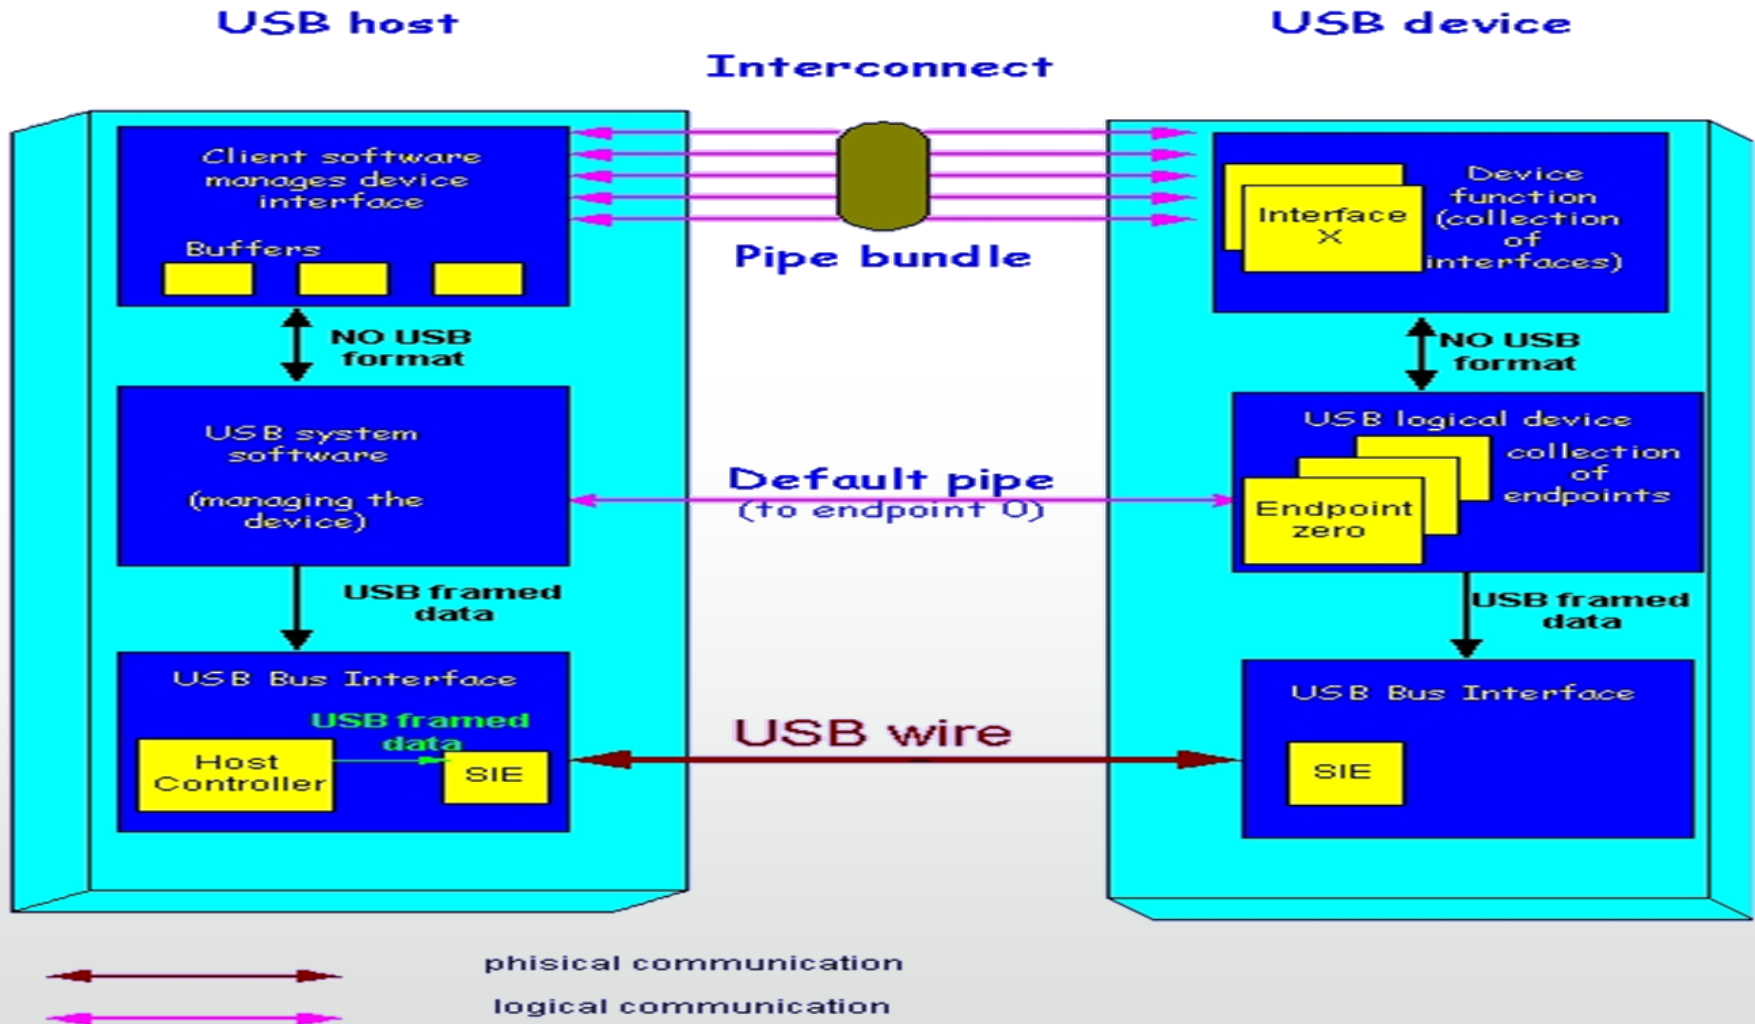 USB host
USB device
Interconnect
Client software
manages device
interface
Buffers
Pipe bundle
Interface
X
Device
function
(collection
of
interfaces)
NO USB
format
NO USB
format
USB system
software
(managing the
device)
Default pipe
(to endpoint 0)
USB logical device
collection
of
endpoints
Endpoint
zero
USB framed
data
USB framed
data
USB Bus Interface
USB framed
data
Host
Controller
SIE
USB wire
USB Bus Interface
SIE
phisical communication
logical communication